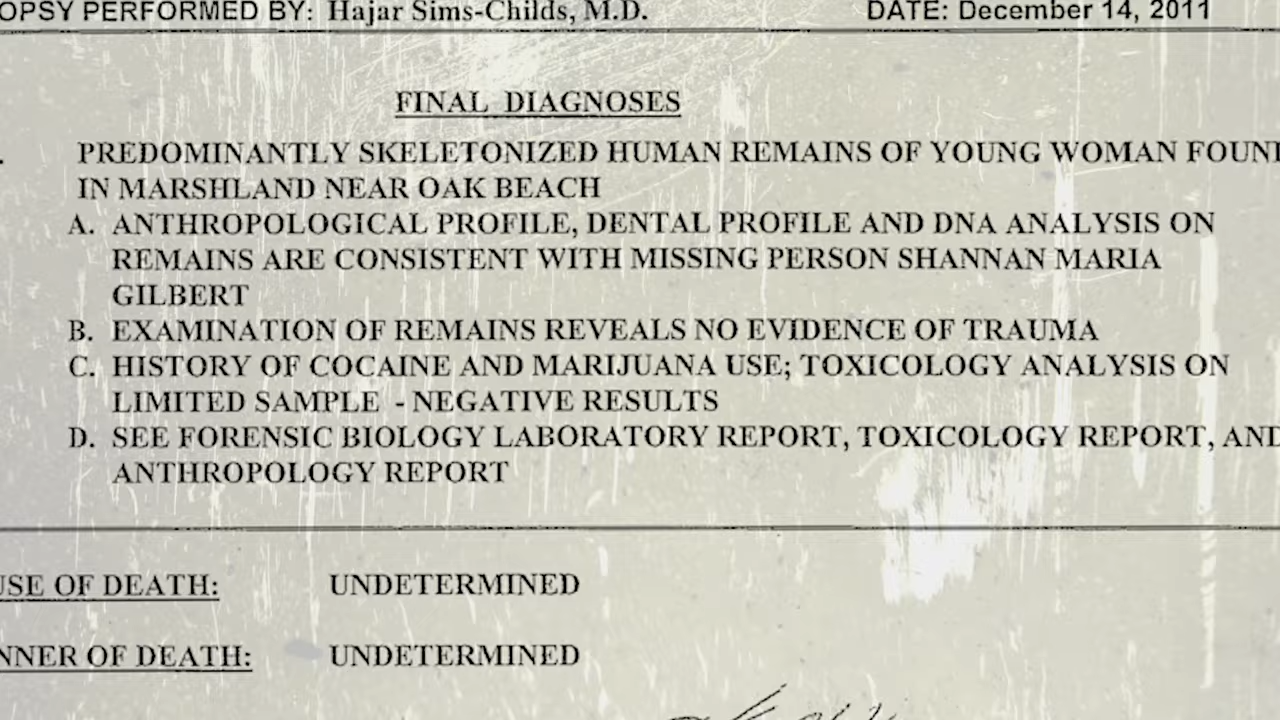 OPSY PERFORMED BY: Hajar Sims-Childs, M.D. DATE: December 14, 2011
FINAL DIAGNOSES
PREDOMINANTLY SKELETONIZED HUMAN REMAINS OF YOUNG WOMAN FOUND
IN MARSHLAND NEAR OAK BEACH
A. ANTHROPOLOGICAL PROFILE, DENTAL PROFILE AND DNA ANALYSIS ON
REMAINS ARE CONSISTENT WITH MISSING PERSON SHANNAN MARIA
GILBERT
B. EXAMINATION OF REMAINS REVEALS NO EVIDENCE OF TRAUMA
C. HISTORY OF COCAINE AND MARIJUANA USE; TOXICOLOGY ANALYSIS ON
LIMITED SAMPLE - NEGATIVE RESULTS
D. SEE FORENSIC BIOLOGY LABORATORY REPORT, TOXICOLOGY REPORT, AND
ANTHROPOLOGY REPORT
USE OF DEATH: UNDETERMINED
NNER OF DEATH: UNDETERMINED